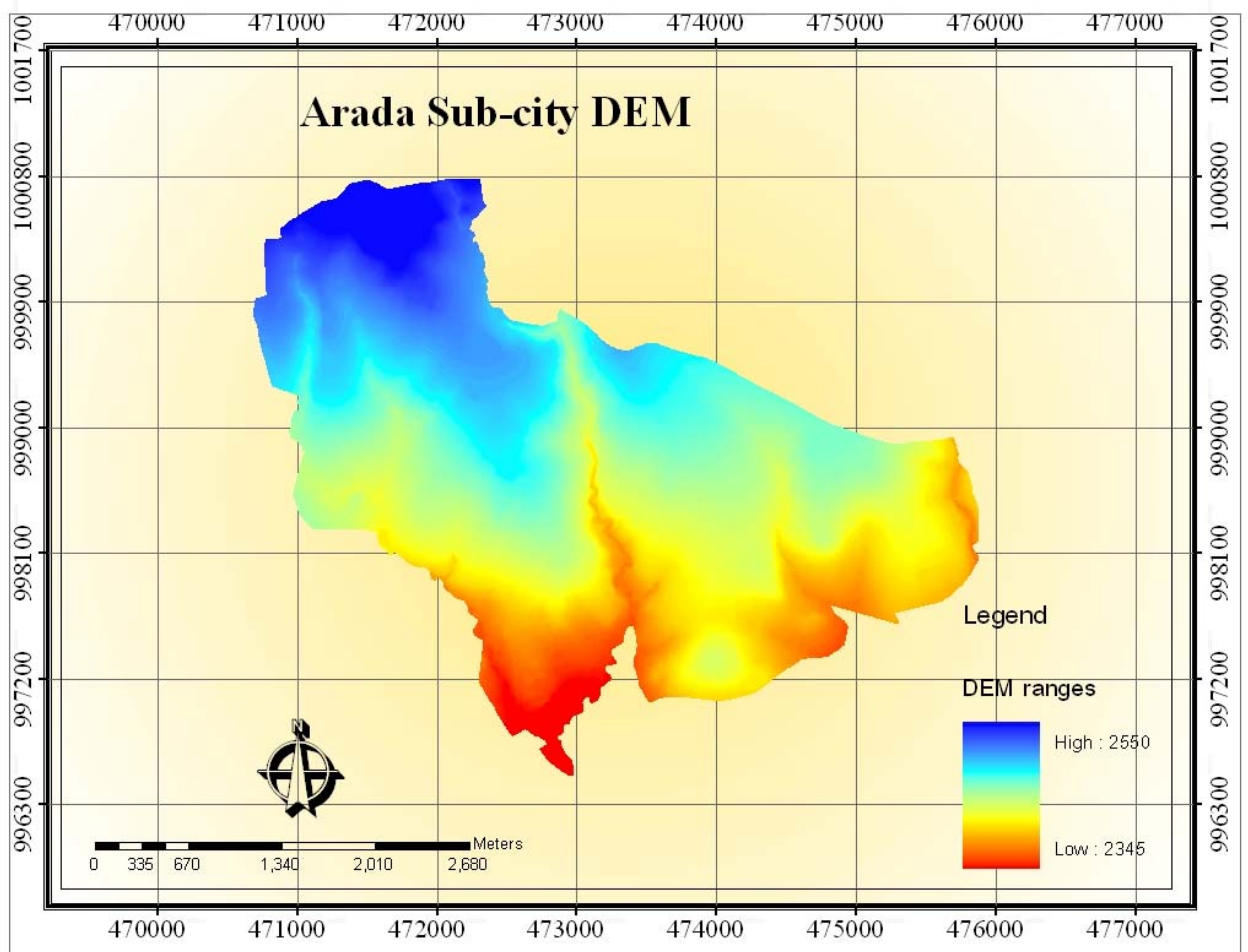 470000 471000 472000 473000 474000 475000 476000 477000
1001700 1001700
Arada Sub-city DEM
1000800 1000800
999900 999900
999000 999000
998100 998100
Legend
997200 997200
DEM ranges
N
High : 2550
996300 996300
Meters
Low : 2345
0 335 670 1,340 2,010 2,680
470000 471000 472000 473000 474000 475000 476000 477000